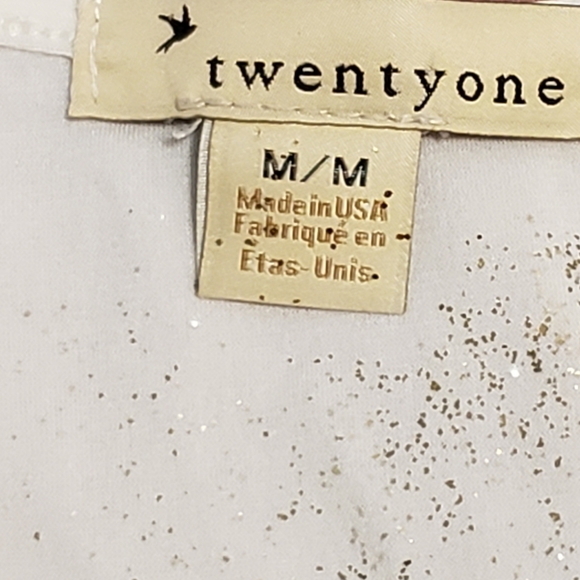 twentyone
M/M
Made in USA
Fabriqué en
Etas-Unis